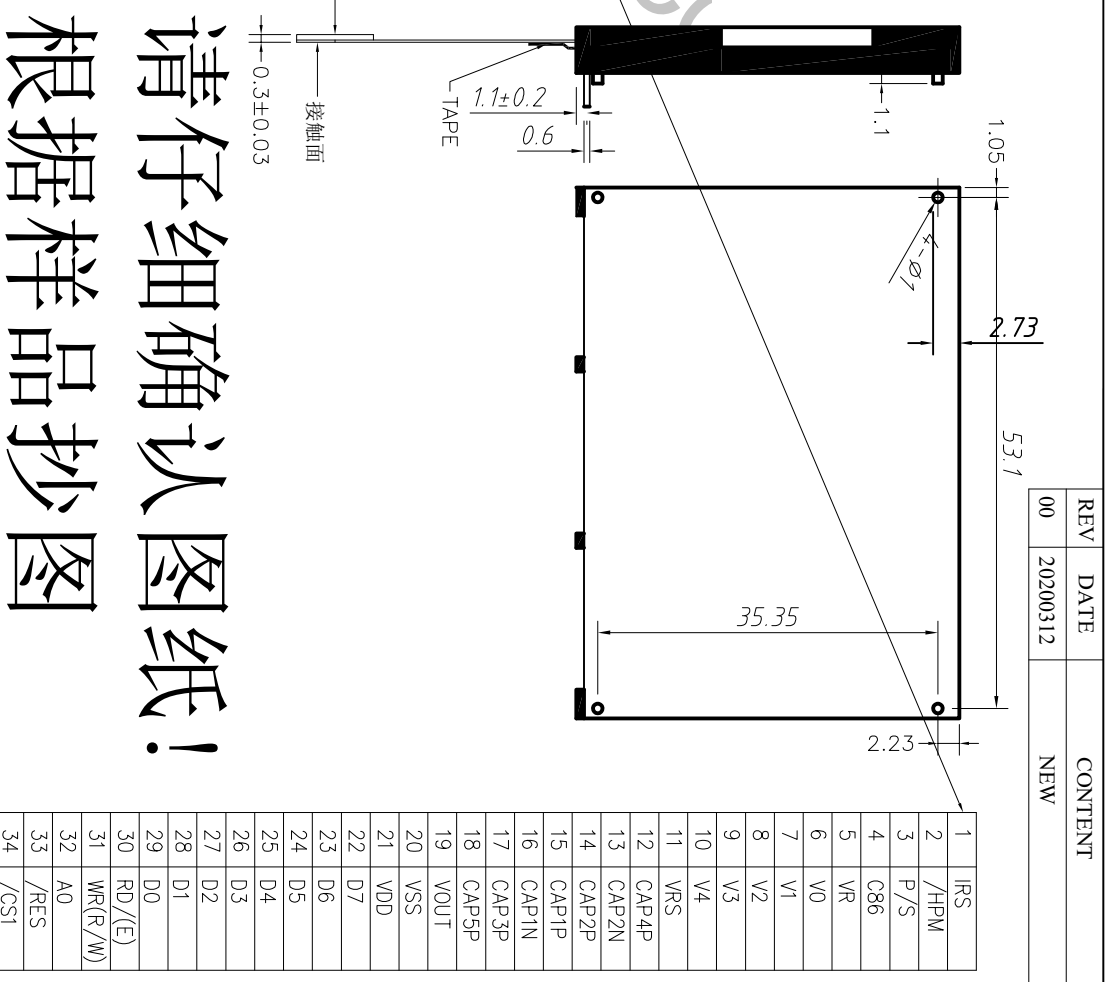 REV DATE CONTENT
00 20200312 NEW
1.05
53.1
1.1
2.73
4-Ø1
35.35
2.23
1.1±0.2
0.6
TAPE
接触面
0.3±0.03
请仔细确认图纸!
根据样品抄图
1 IRS
2 /HPM
3 P/S
4 C86
5 VR
6 V0
7 V1
8 V2
9 V3
10 V4
11 VRS
12 CAP4P
13 CAP2N
14 CAP2P
15 CAP1P
16 CAP1N
17 CAP3P
18 CAP5P
19 VOUT
20 VSS
21 VDD
22 D7
23 D6
24 D5
25 D4
26 D3
27 D2
28 D1
29 D0
30 RD/(E)
31 WR(R/W)
32 A0
33 /RES
34 /CS1